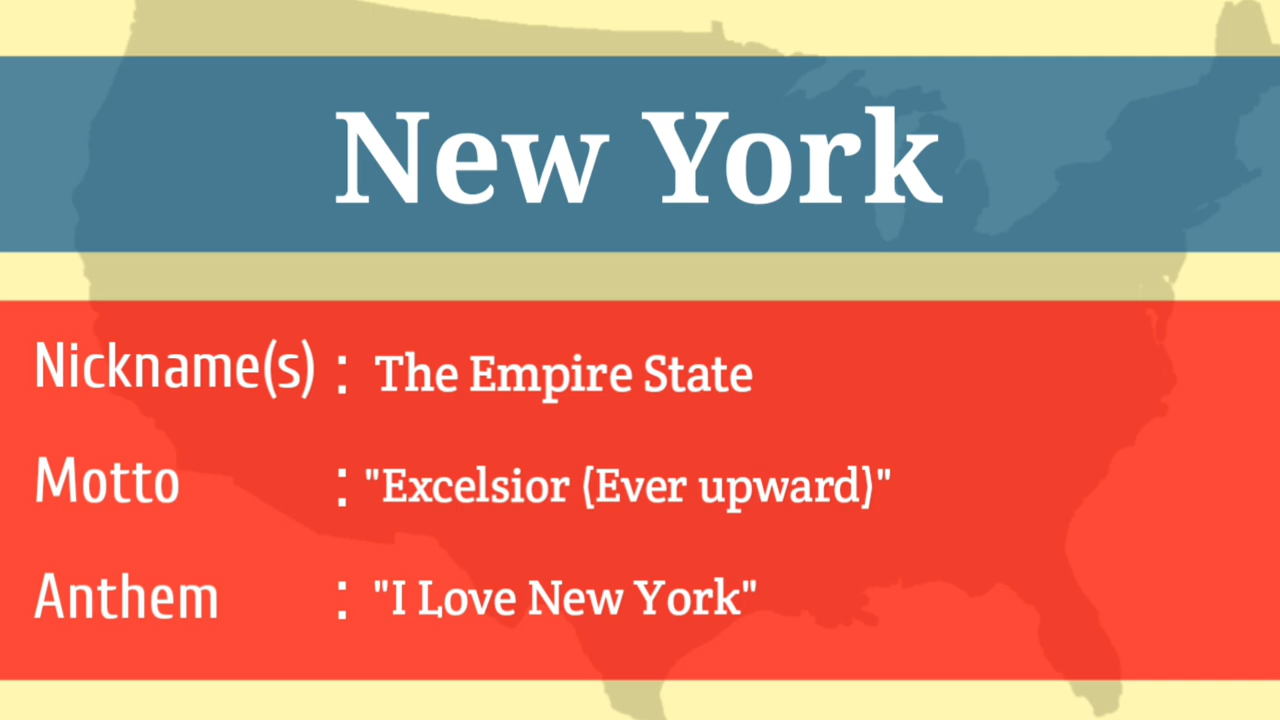 New York
Nickname(s) : The Empire State
Motto : "Excelsior (Ever upward)"
Anthem : "I Love New York"